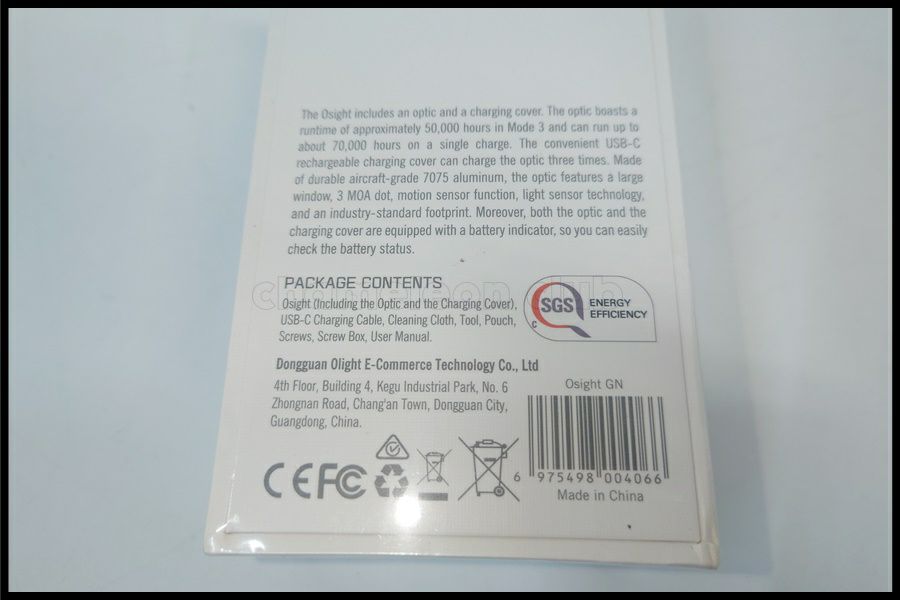 The Osight includes an optic and a charging cover. The optic boasts a
runtime of approximately 50,000 hours in Mode 3 and can run up to
about 70,000 hours on a single charge. The convenient USB-C
rechargeable charging cover can charge the optic three times. Made
of durable aircraft-grade 7075 aluminum, the optic features a large
window, 3 MOA dot, motion sensor function, light sensor technology,
and an industry-standard footprint. Moreover, both the optic and the
charging cover are equipped with a battery indicator, so you can easily
check the battery status.
PACKAGE CONTENTS
Osight (Including the Optic and the Charging Cover),
USB-C Charging Cable, Cleaning Cloth, Tool, Pouch,
Screws, Screw Box, User Manual.
SGS
C
ENERGY
EFFICIENCY
chameleon club
Dongguan Olight E-Commerce Technology Co., Ltd
4th Floor, Building 4, Kegu Industrial Park, No. 6
Zhongnan Road, Chang'an Town, Dongguan City,
Guangdong, China.
Osight GN
CE FC
6 975498 004066
Made in China